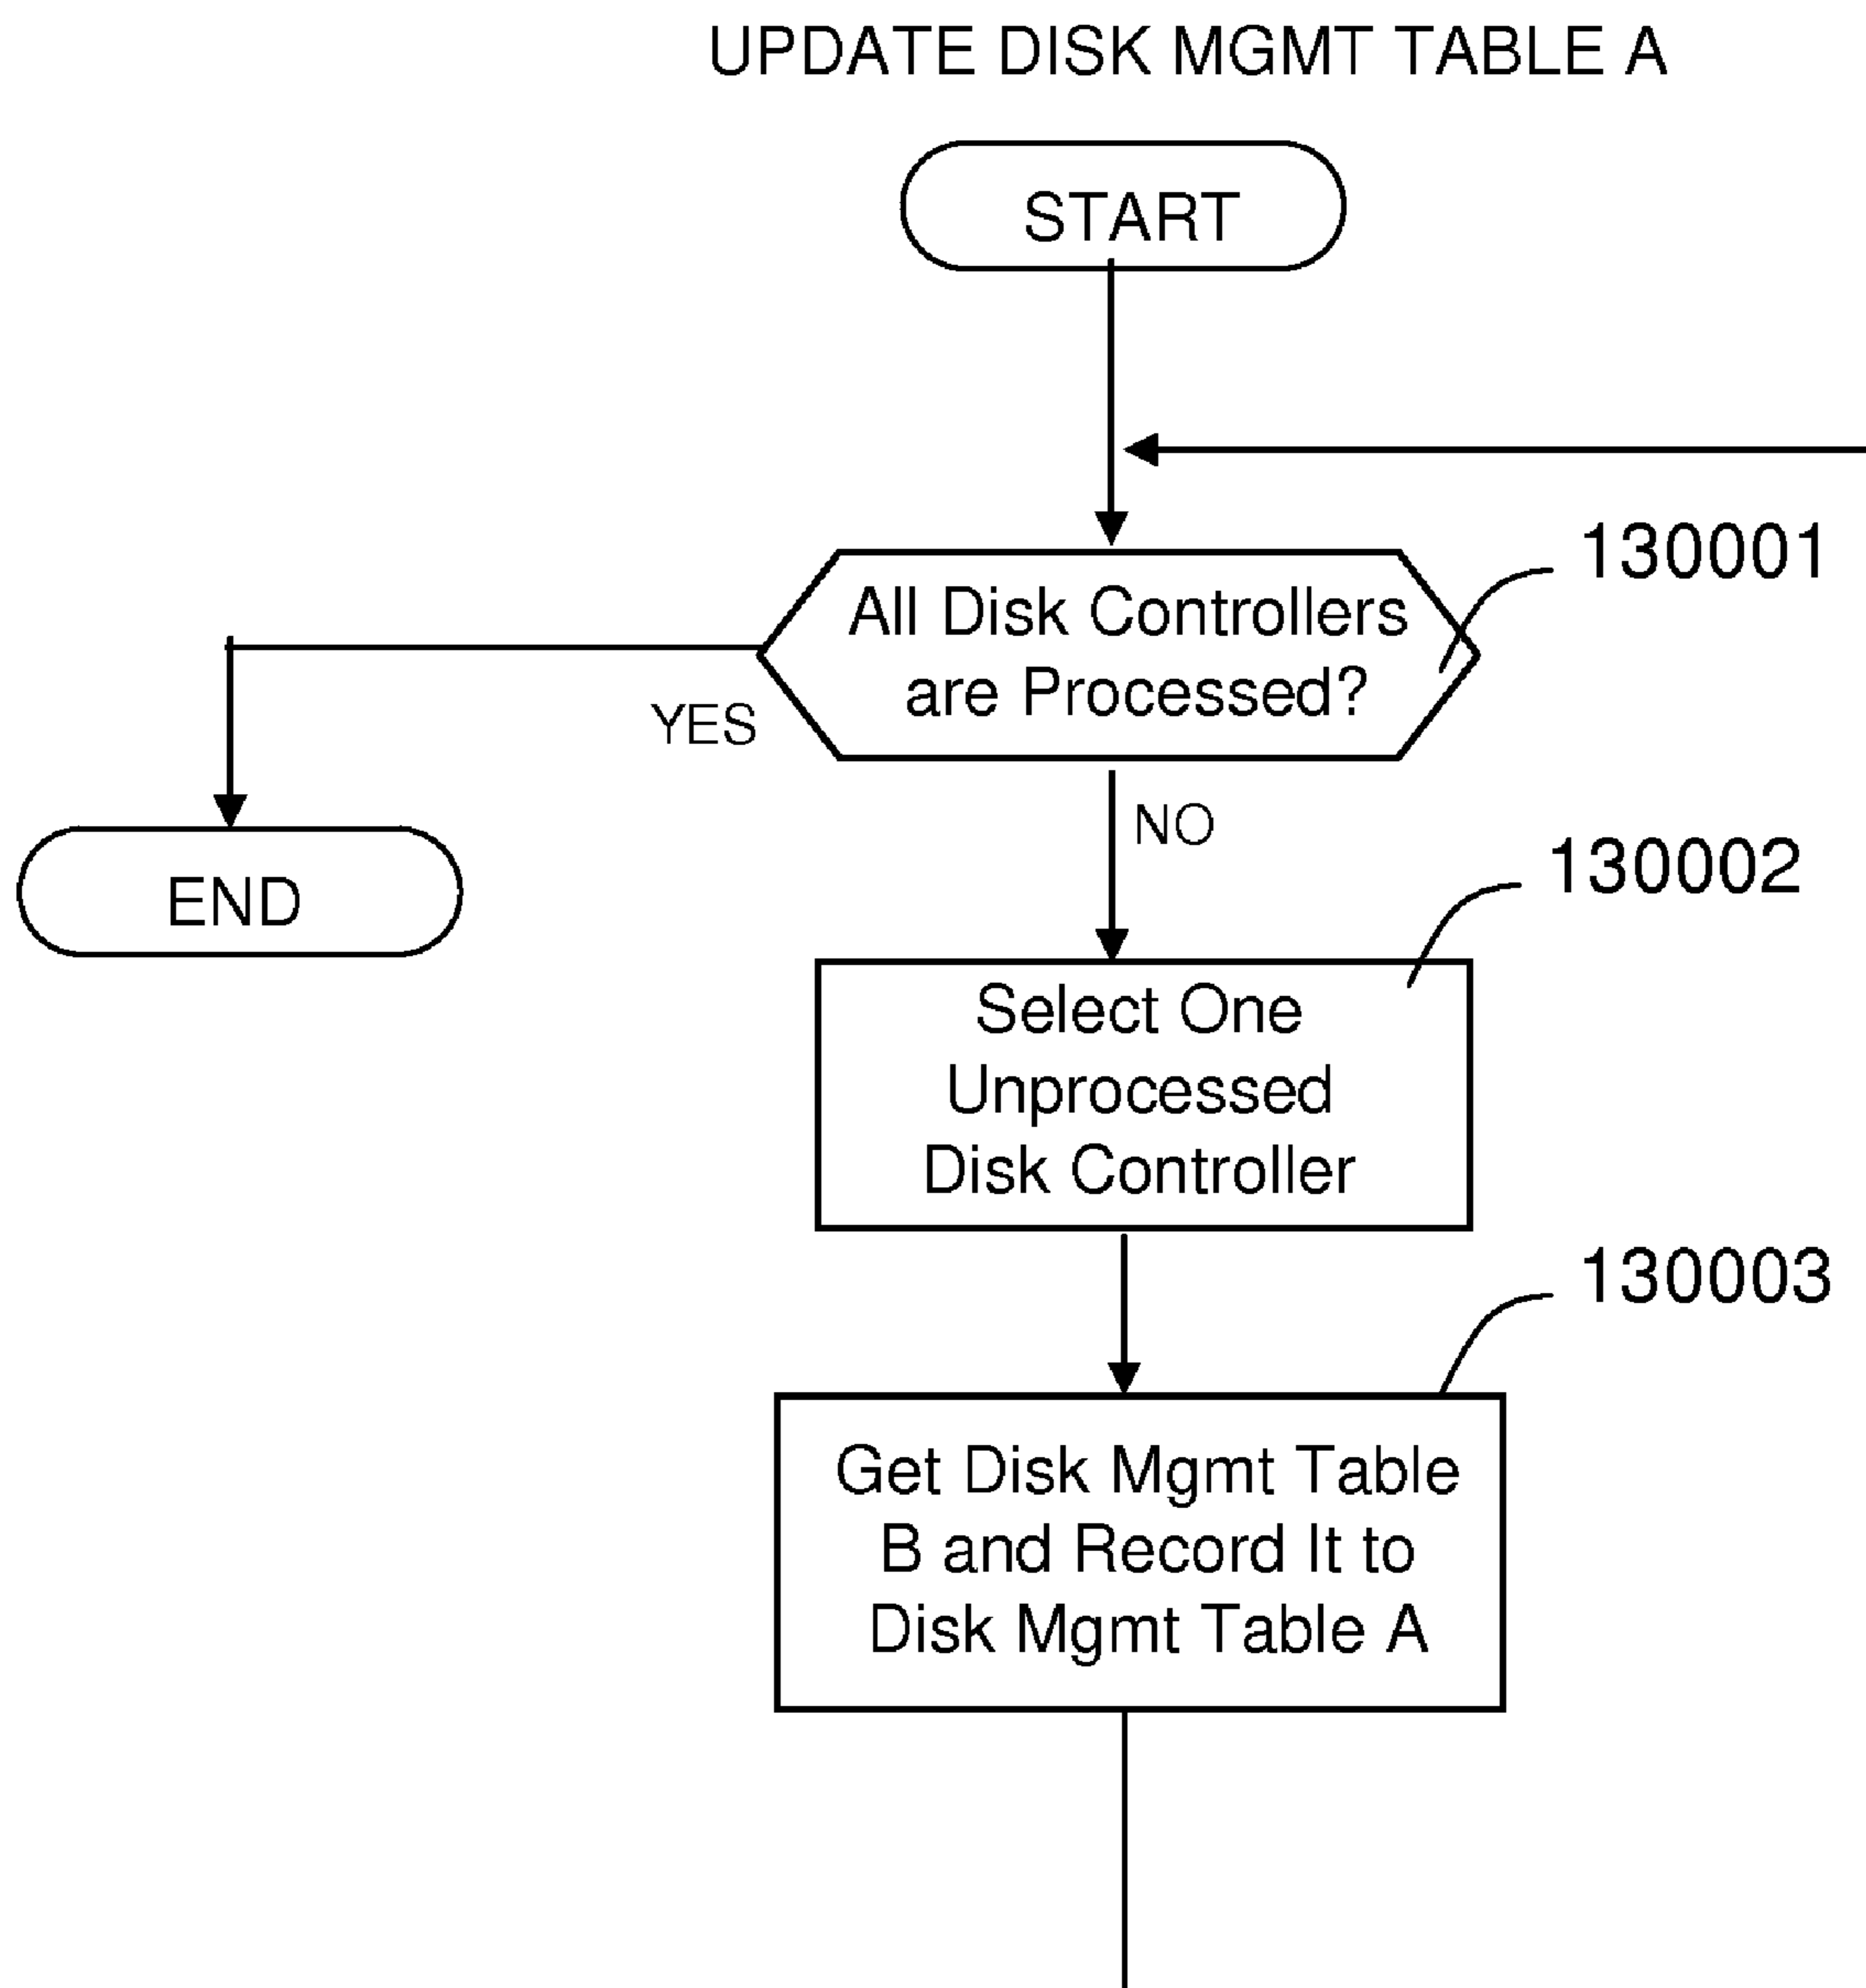 UPDATE DISK MGMT TABLE A
START
130001
All Disk Controllers
are Processed?
YES
NO
END
130002
Select One
Unprocessed
Disk Controller
130003
Get Disk Mgmt Table
B and Record It to
Disk Mgmt Table A